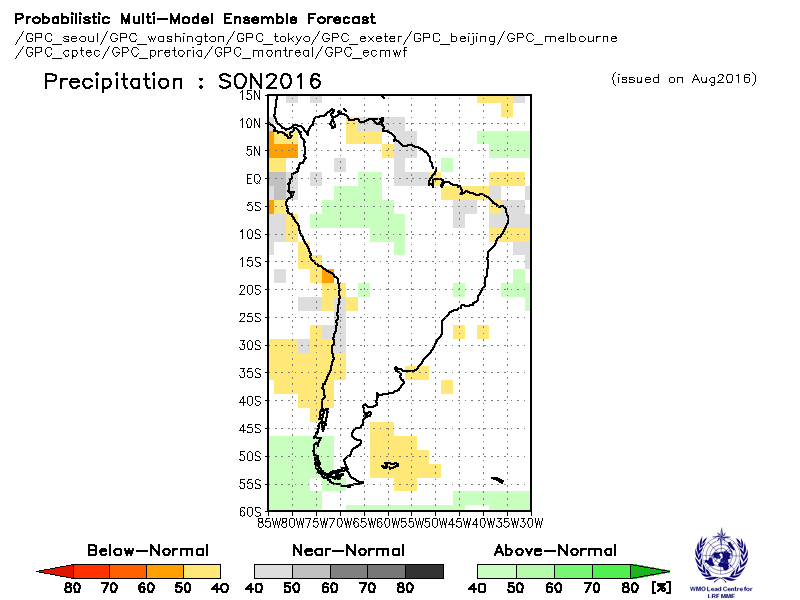 Probabilistic Multi-Model Ensemble Forecast
/GPC_seoul/GPC_washington/GPC_tokyo/GPC_exeter/GPC_beijing/GPC_melbourne
/GPC_cptec/GPC_pretoria/GPC_montreal/GPC_ecmwf
Precipitation : SON2016 (issued on Aug2016)
15N
10N
5N
EQ
5S
10S
15S
20S
25S
30S
35S
40S
45S
50S
55S
60S
85W 80W 75W 70W 65W 60W 55W 50W 45W 40W 35W 30W
Below-Normal Near-Normal Above-Normal
80 70 60 50 40 40 50 60 70 80 40 50 60 70 80 [%]
WMO Lead Centre for
LRFMME